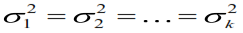 σ₁² = σ₂² = … = σₖ²